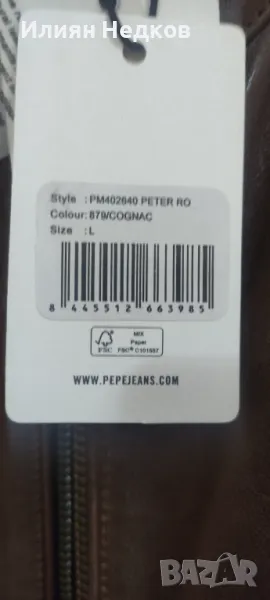 Илиян Недков
Style : PM402640 PETER RO
Colour: 879/COGNAC
Size : L
8 445512 663985
FSC
MIX
Paper
FSC® C101537
WWW.PEPEJEANS.COM
BAZAR